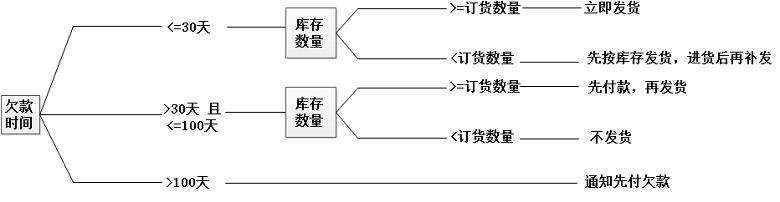 欠款
时间
<=30天
库存
数量
>=订货数量
立即发货
<订货数量
先按库存发货，进货后再补发
>30天 且
<=100天
库存
数量
>=订货数量
先付款，再发货
<订货数量
不发货
>100天
通知先付欠款